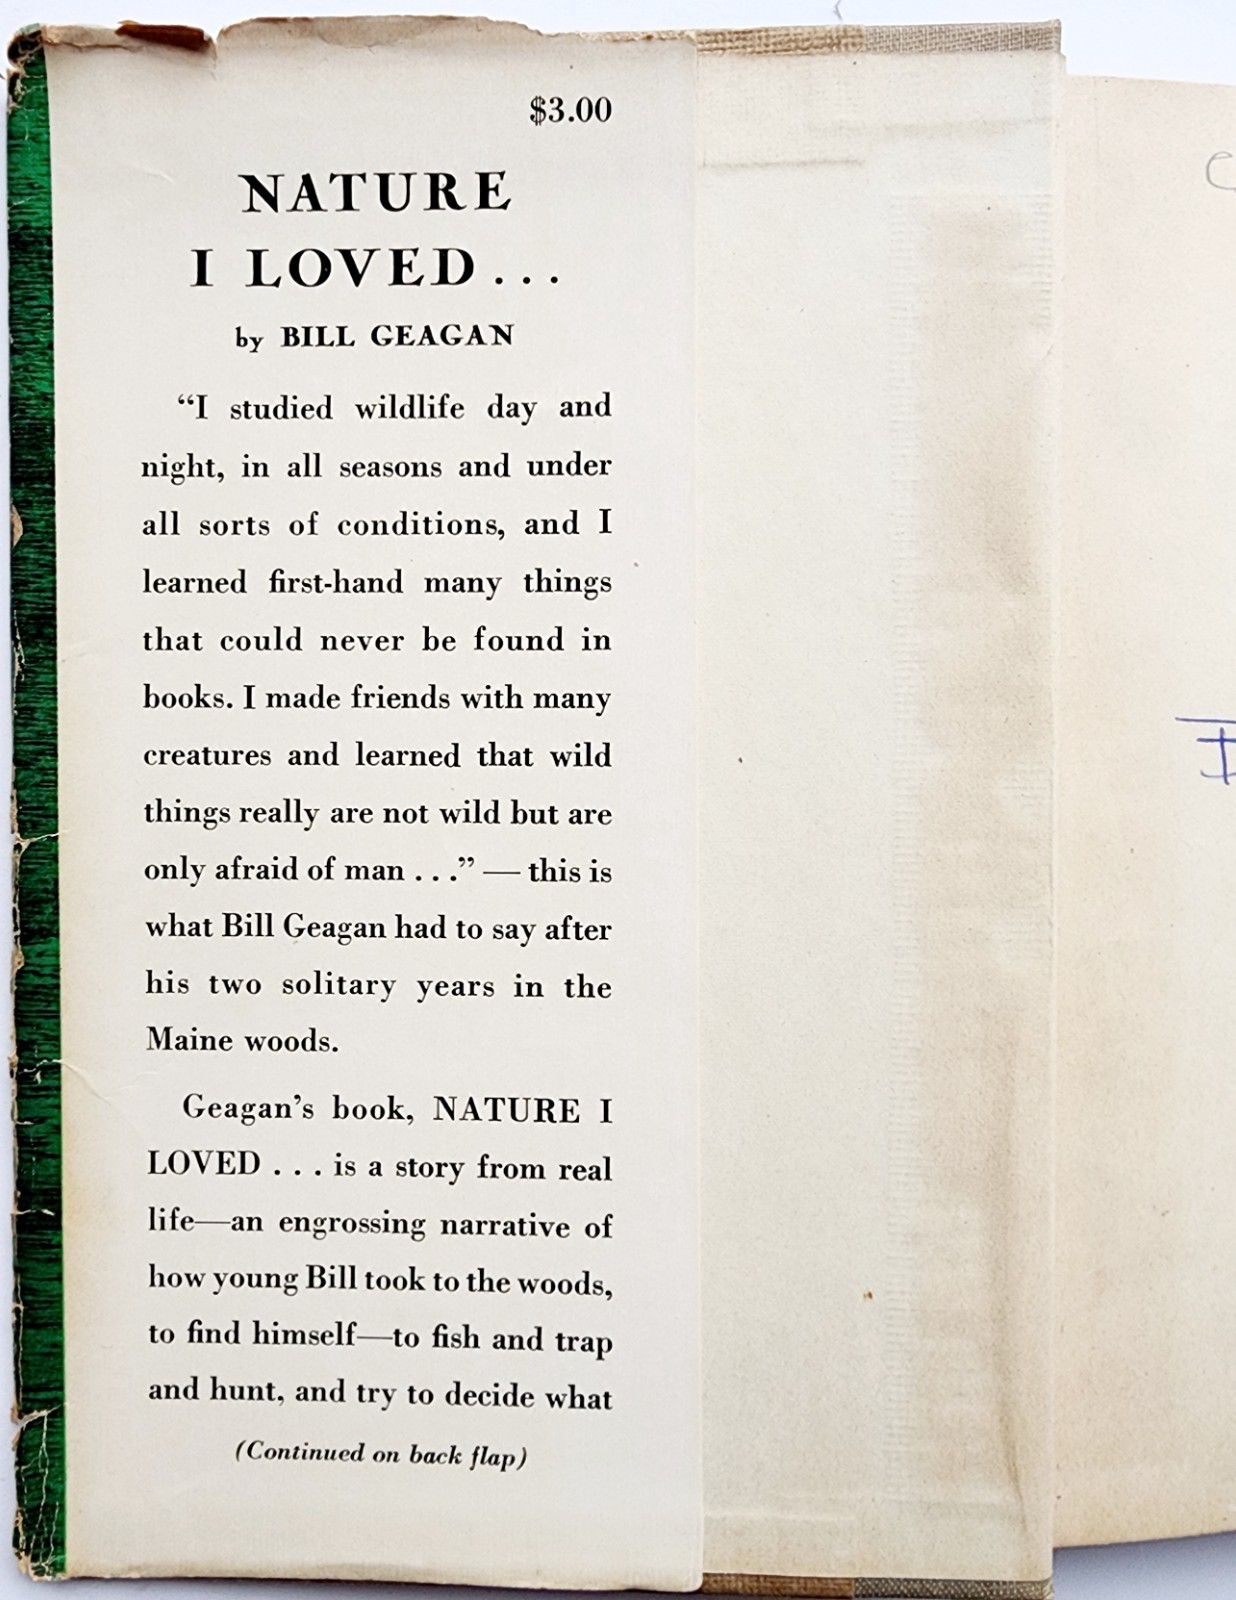 $3.00
NATURE
I LOVED...
by BILL GEAGAN
“I studied wildlife day and
night, in all seasons and under
all sorts of conditions, and I
learned first-hand many things
that could never be found in
books. I made friends with many
creatures and learned that wild
things really are not wild but are
only afraid of man . . .” — this is
what Bill Geagan had to say after
his two solitary years in the
Maine woods.
Geagan’s book, NATURE I
LOVED . . . is a story from real
life—an engrossing narrative of
how young Bill took to the woods,
to find himself—to fish and trap
and hunt, and try to decide what
(Continued on back flap)